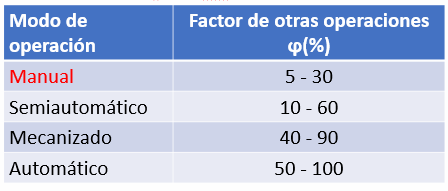 Modo de operación
Factor de otras operaciones φ(%)
Manual 5 - 30
Semiautomático 10 - 60
Mecanizado 40 - 90
Automático 50 - 100